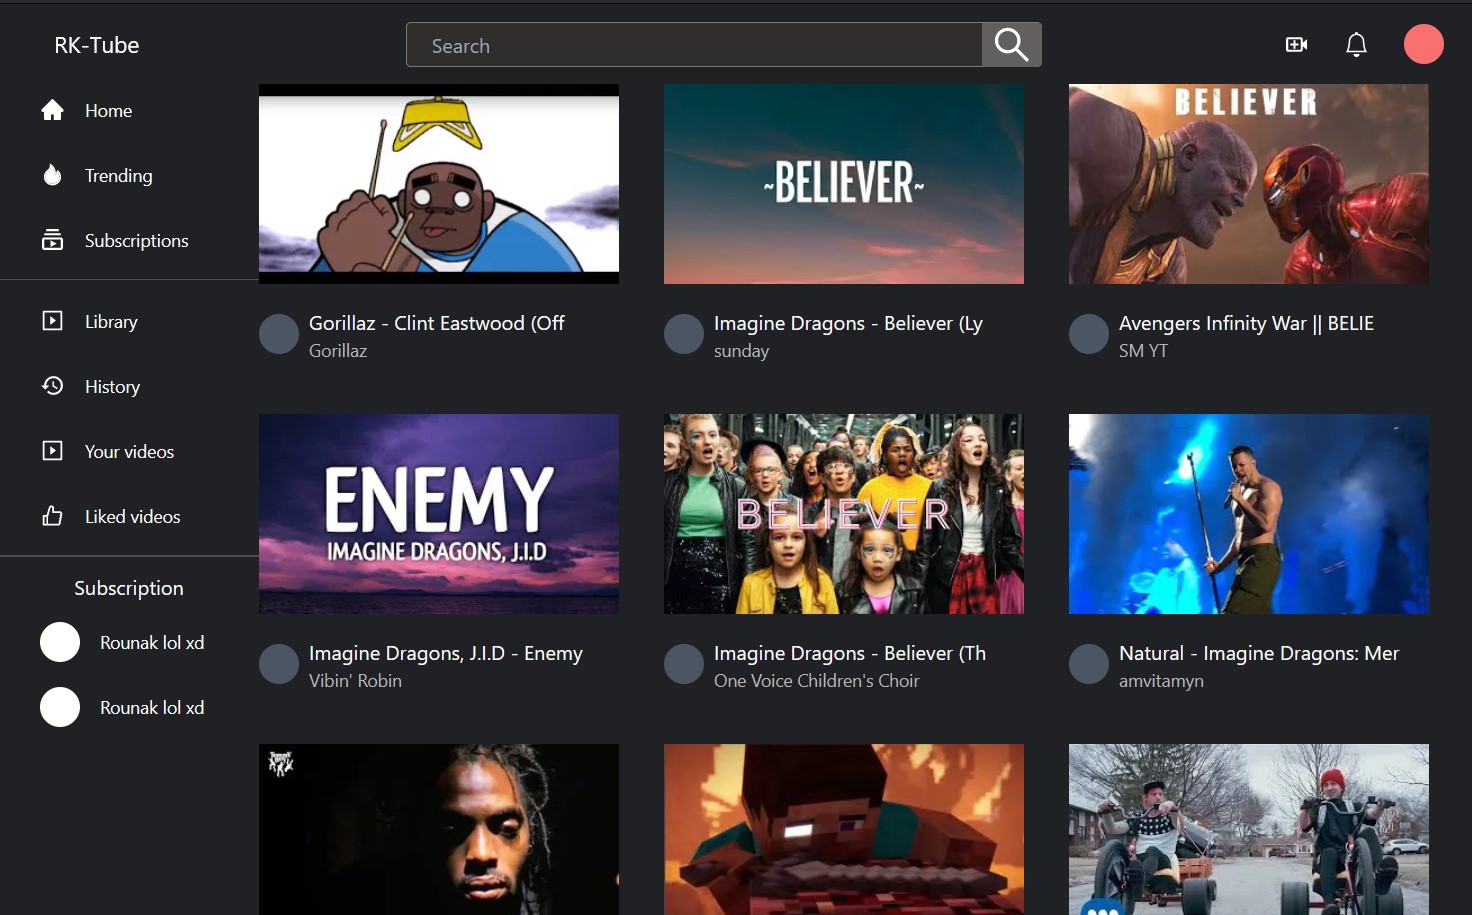 RK-Tube
Search
Home
Trending
Subscriptions
Library
History
Your videos
Liked videos
Subscription
Rounak lol xd
Rounak lol xd
~BELIEVER~
BELIEVER
Gorillaz - Clint Eastwood (Off
Gorillaz
Imagine Dragons - Believer (Ly
sunday
Avengers Infinity War || BELIE
SM YT
ENEMY
IMAGINE DRAGONS, J.I.D
BELIEVER
Imagine Dragons, J.I.D - Enemy
Vibin' Robin
Imagine Dragons - Believer (Th
One Voice Children's Choir
Natural - Imagine Dragons: Mer
amvitamyn